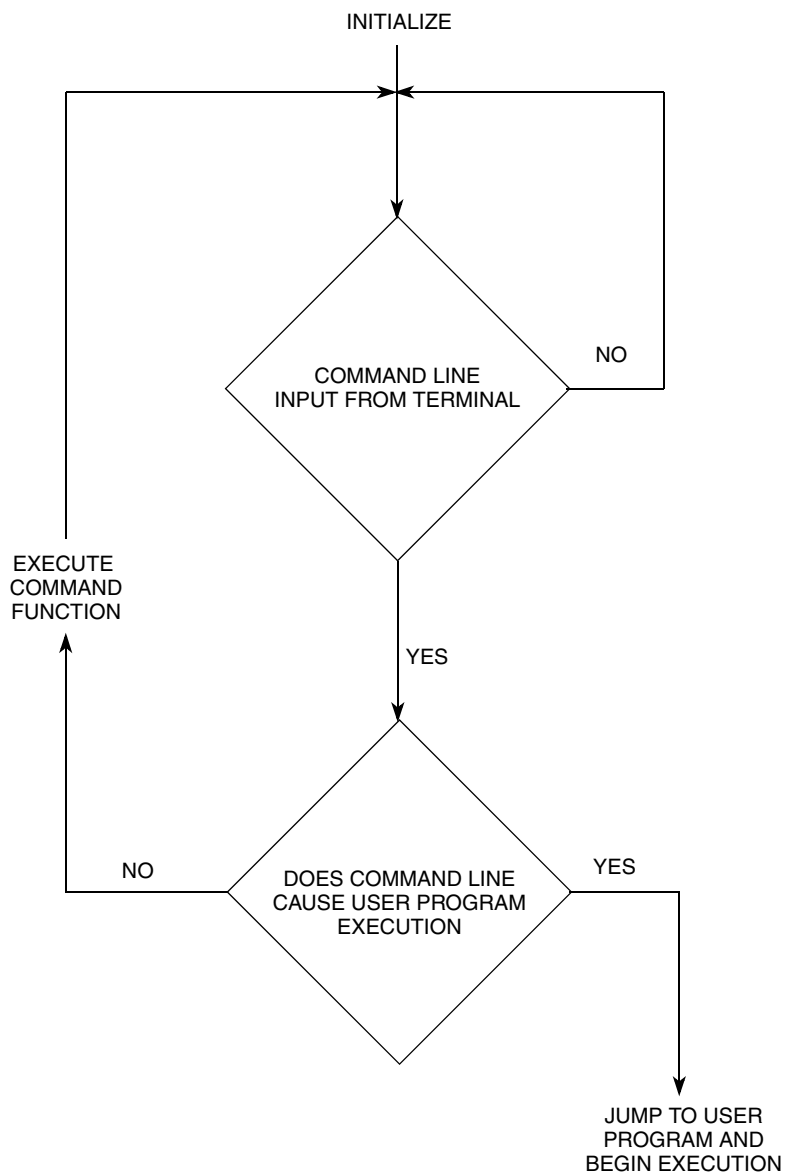 INITIALIZE
NO
COMMAND LINE
INPUT FROM TERMINAL
EXECUTE
COMMAND
FUNCTION
YES
NO
YES
DOES COMMAND LINE
CAUSE USER PROGRAM
EXECUTION
JUMP TO USER
PROGRAM AND
BEGIN EXECUTION